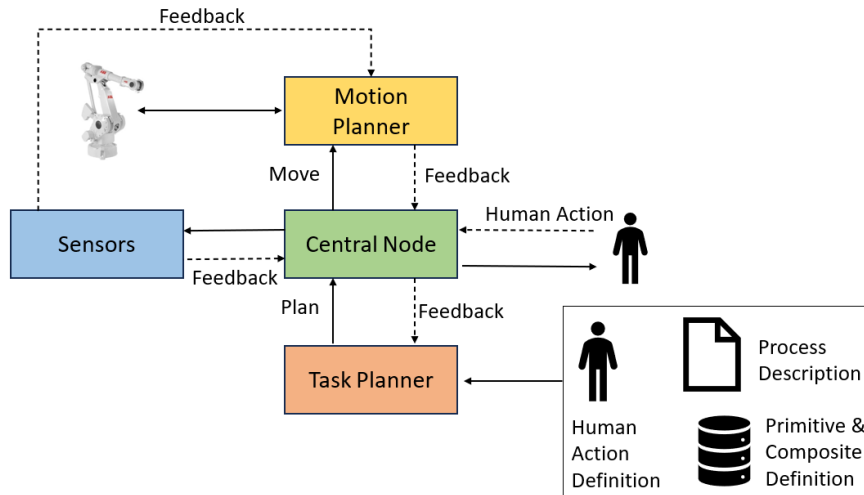 Feedback
Motion
Planner
Move
Feedback
Human Action
Sensors
Central Node
Feedback
Plan
Feedback
Task Planner
Process
Description
Human
Action
Definition
Primitive &
Composite
Definition